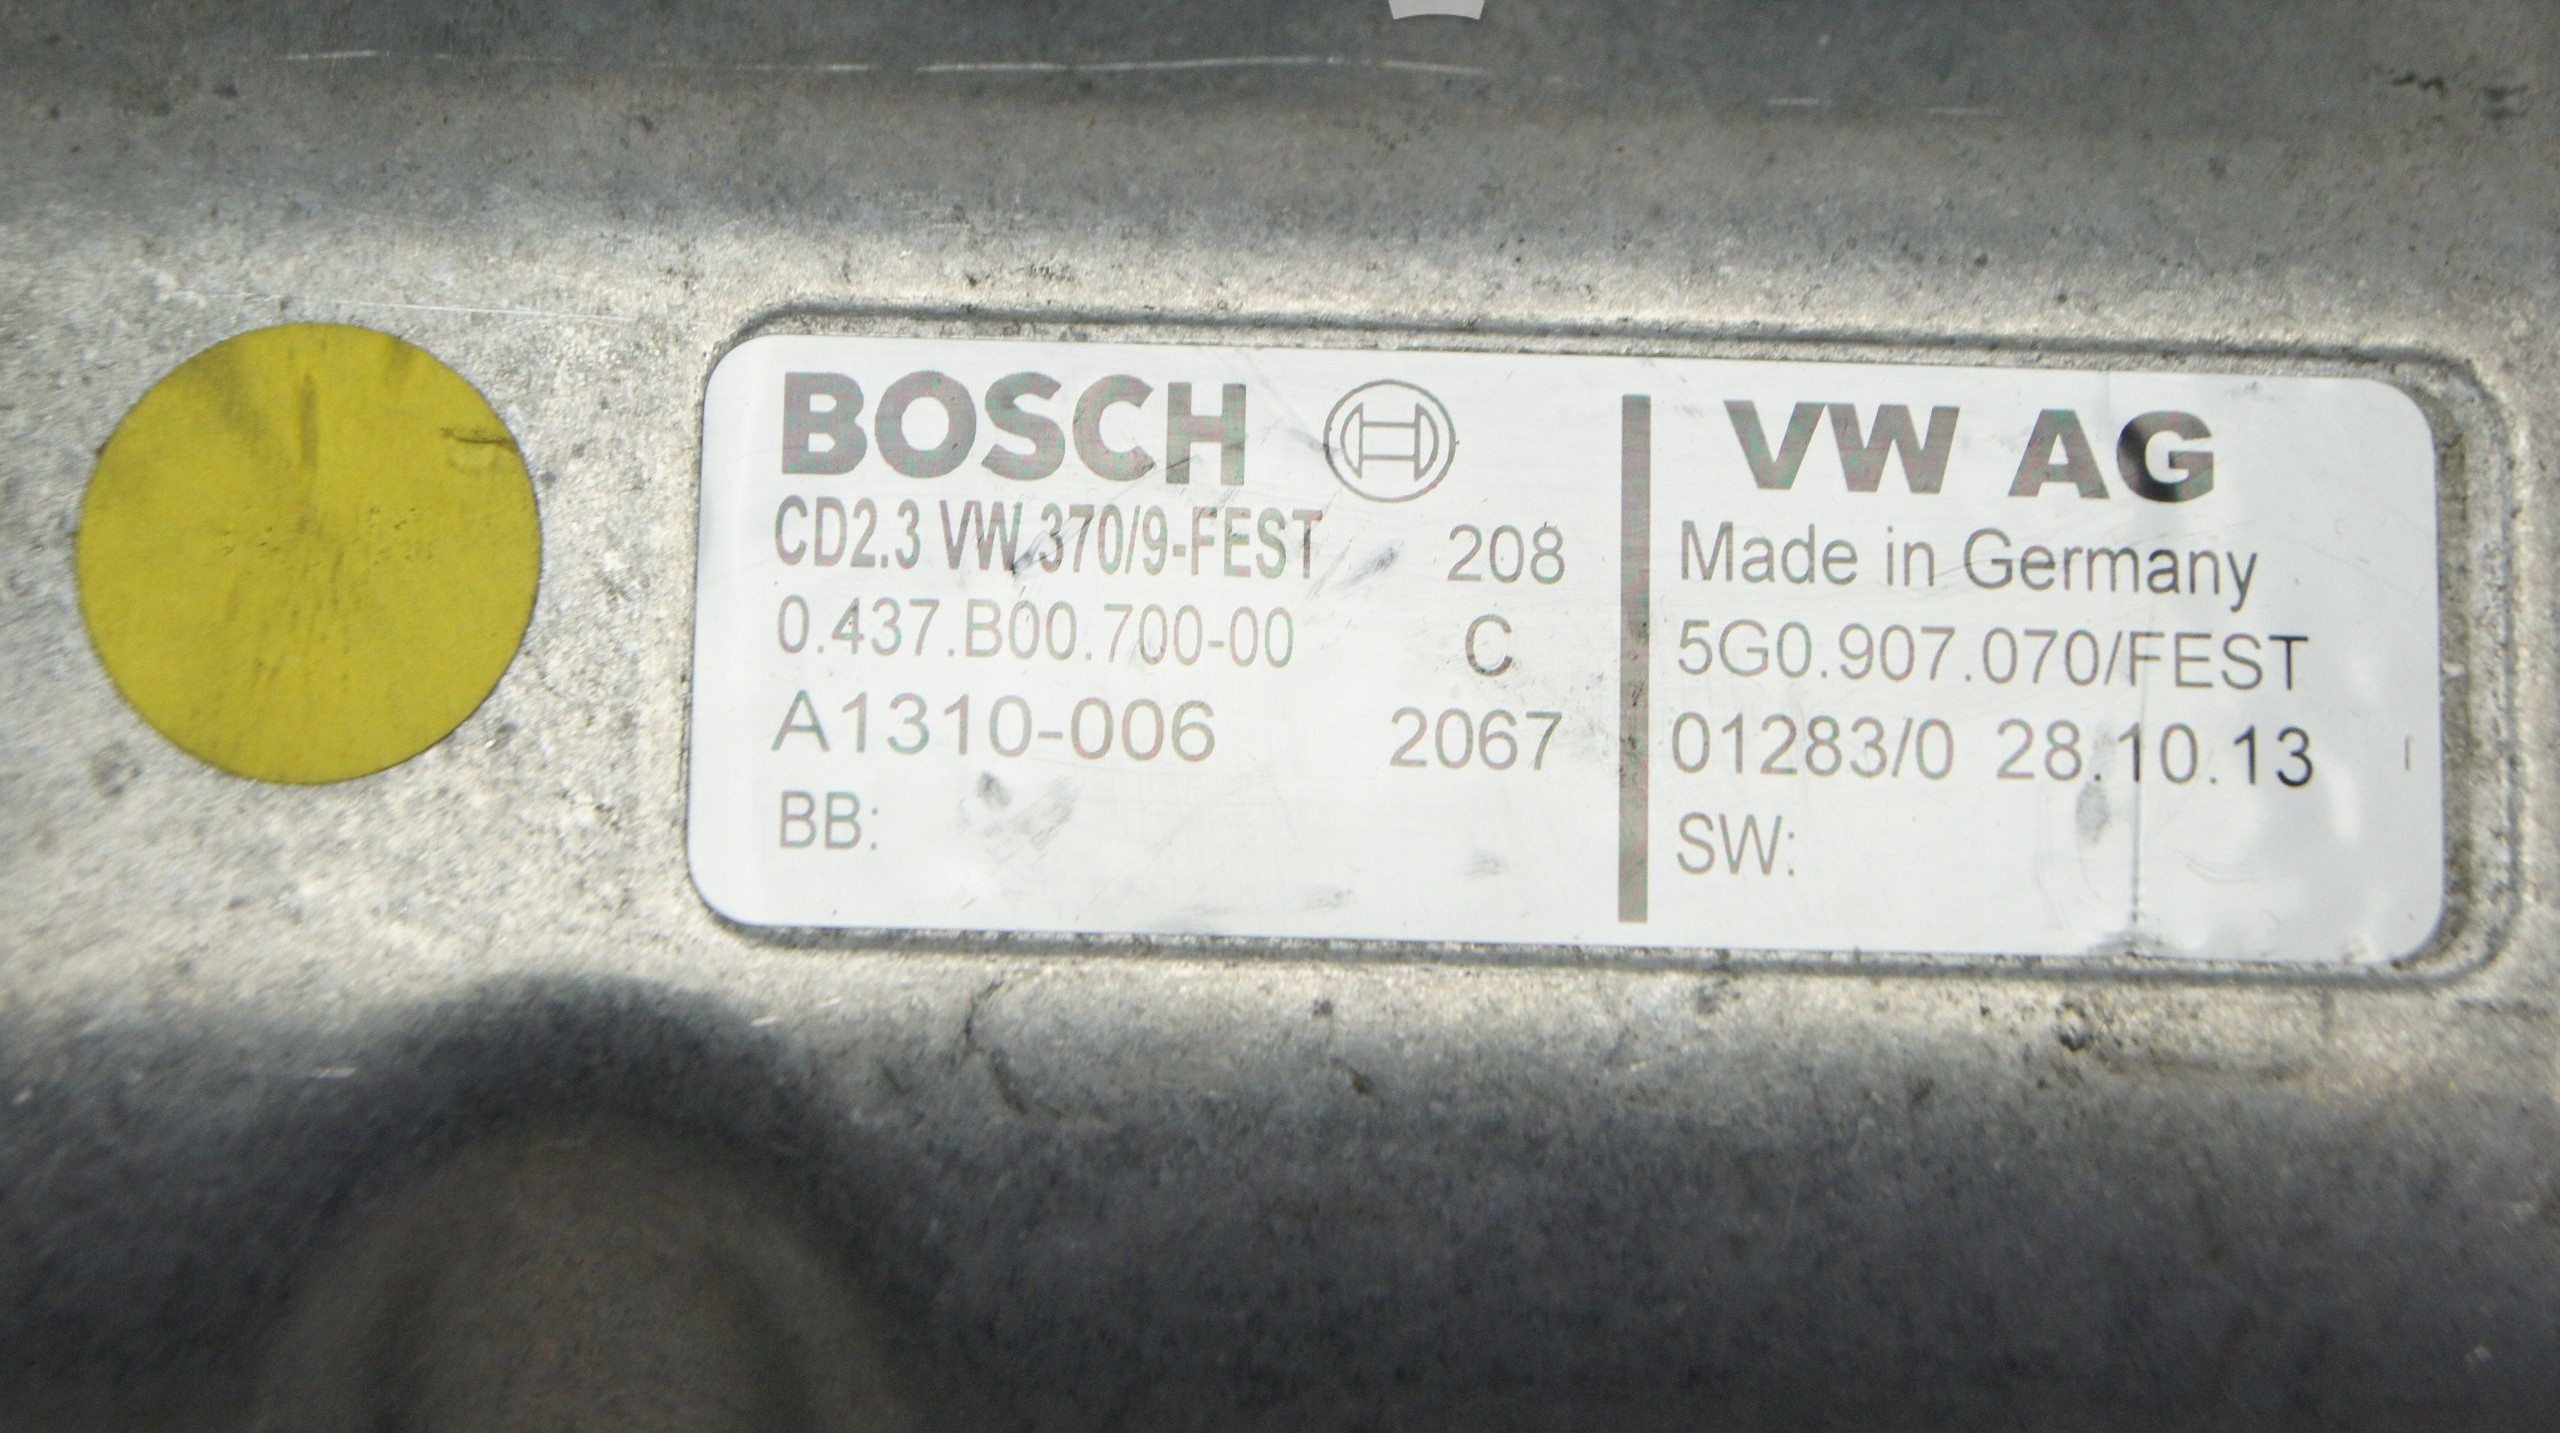 BOSCH
CD2.3 VW 370/9-FEST 208
0.437.B00.700-00 C
A1310-006 2067
BB:
VW AG
Made in Germany
5G0.907.070/FEST
01283/0 28.10.13
SW: